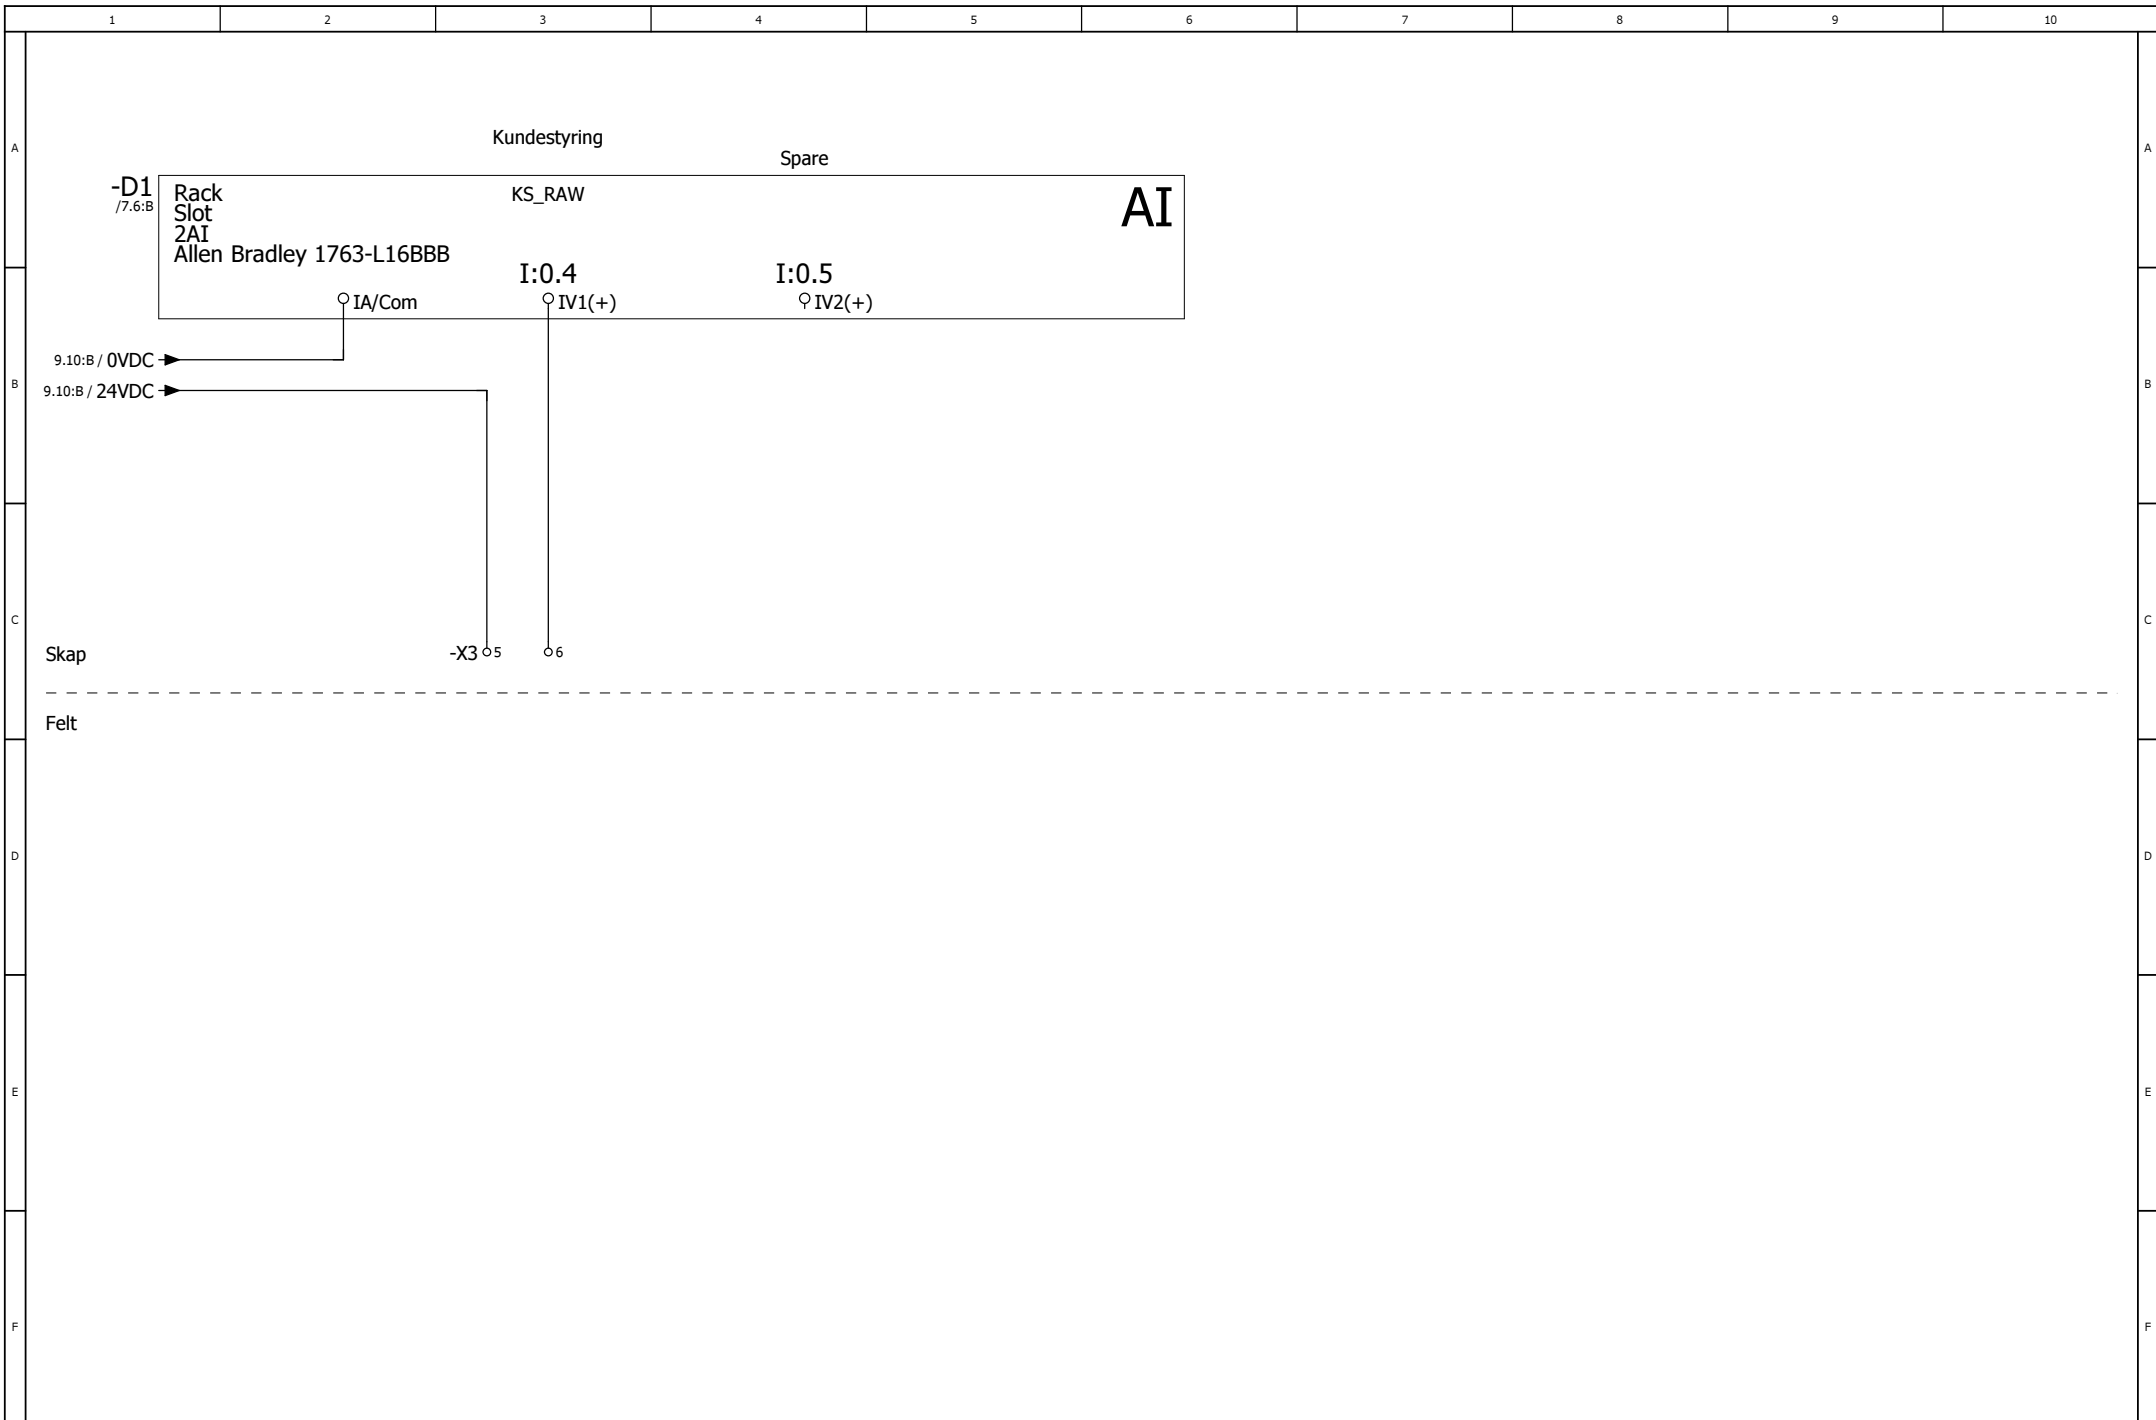 1 2 3 4 5 6 7 8 9 10
Kundestyring
A A
Spare
-D1
/7.6:B
Rack
KS_RAW
AI
Slot
2AI
Allen Bradley 1763-L16BBB
I:0.4 I:0.5
IA/Com IV1(+) IV2(+)
9.10:B / 0VDC
B B
9.10:B / 24VDC
C C
Skap -X3 5 6
Felt
D D
E E
F F